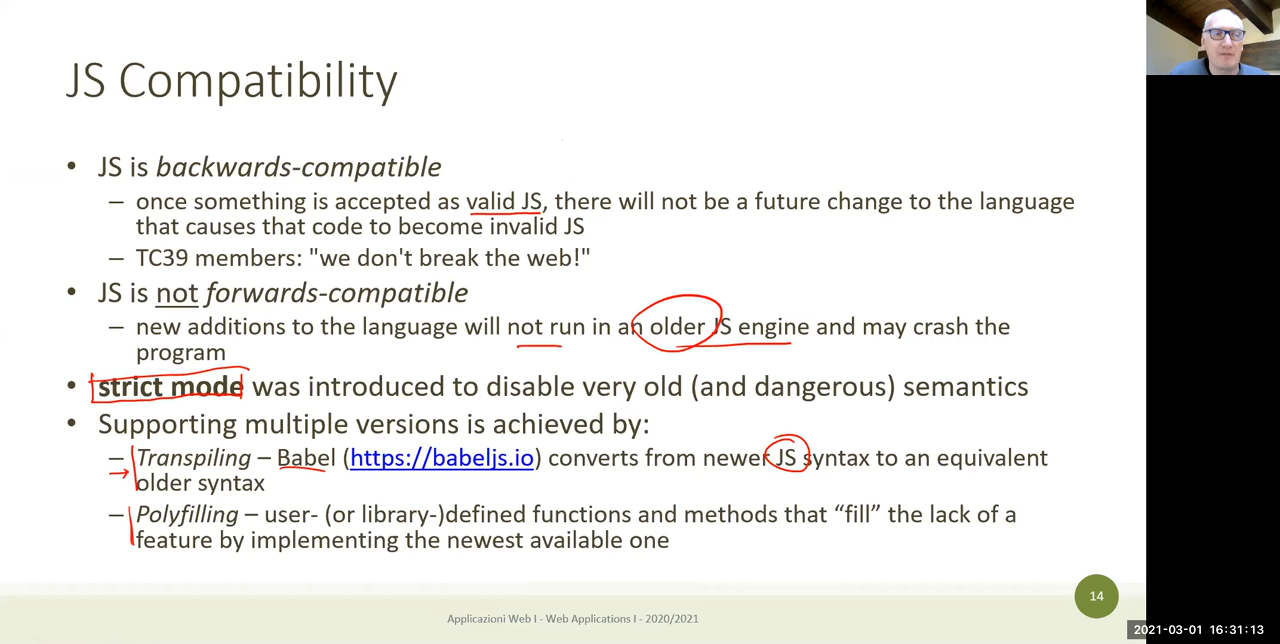 JS Compatibility
• JS is backwards-compatible
– once something is accepted as valid JS, there will not be a future change to the language
that causes that code to become invalid JS
– TC39 members: "we don't break the web!"
• JS is not forwards-compatible
– new additions to the language will not run in an older JS engine and may crash the
program
• strict mode was introduced to disable very old (and dangerous) semantics
• Supporting multiple versions is achieved by:
– Transpiling – Babel (https://babeljs.io) converts from newer JS syntax to an equivalent
older syntax
– Polyfilling – user- (or library-)defined functions and methods that “fill” the lack of a
feature by implementing the newest available one
14
Applicazioni Web I - Web Applications I - 2020/2021
2021-03-01 16:31:13